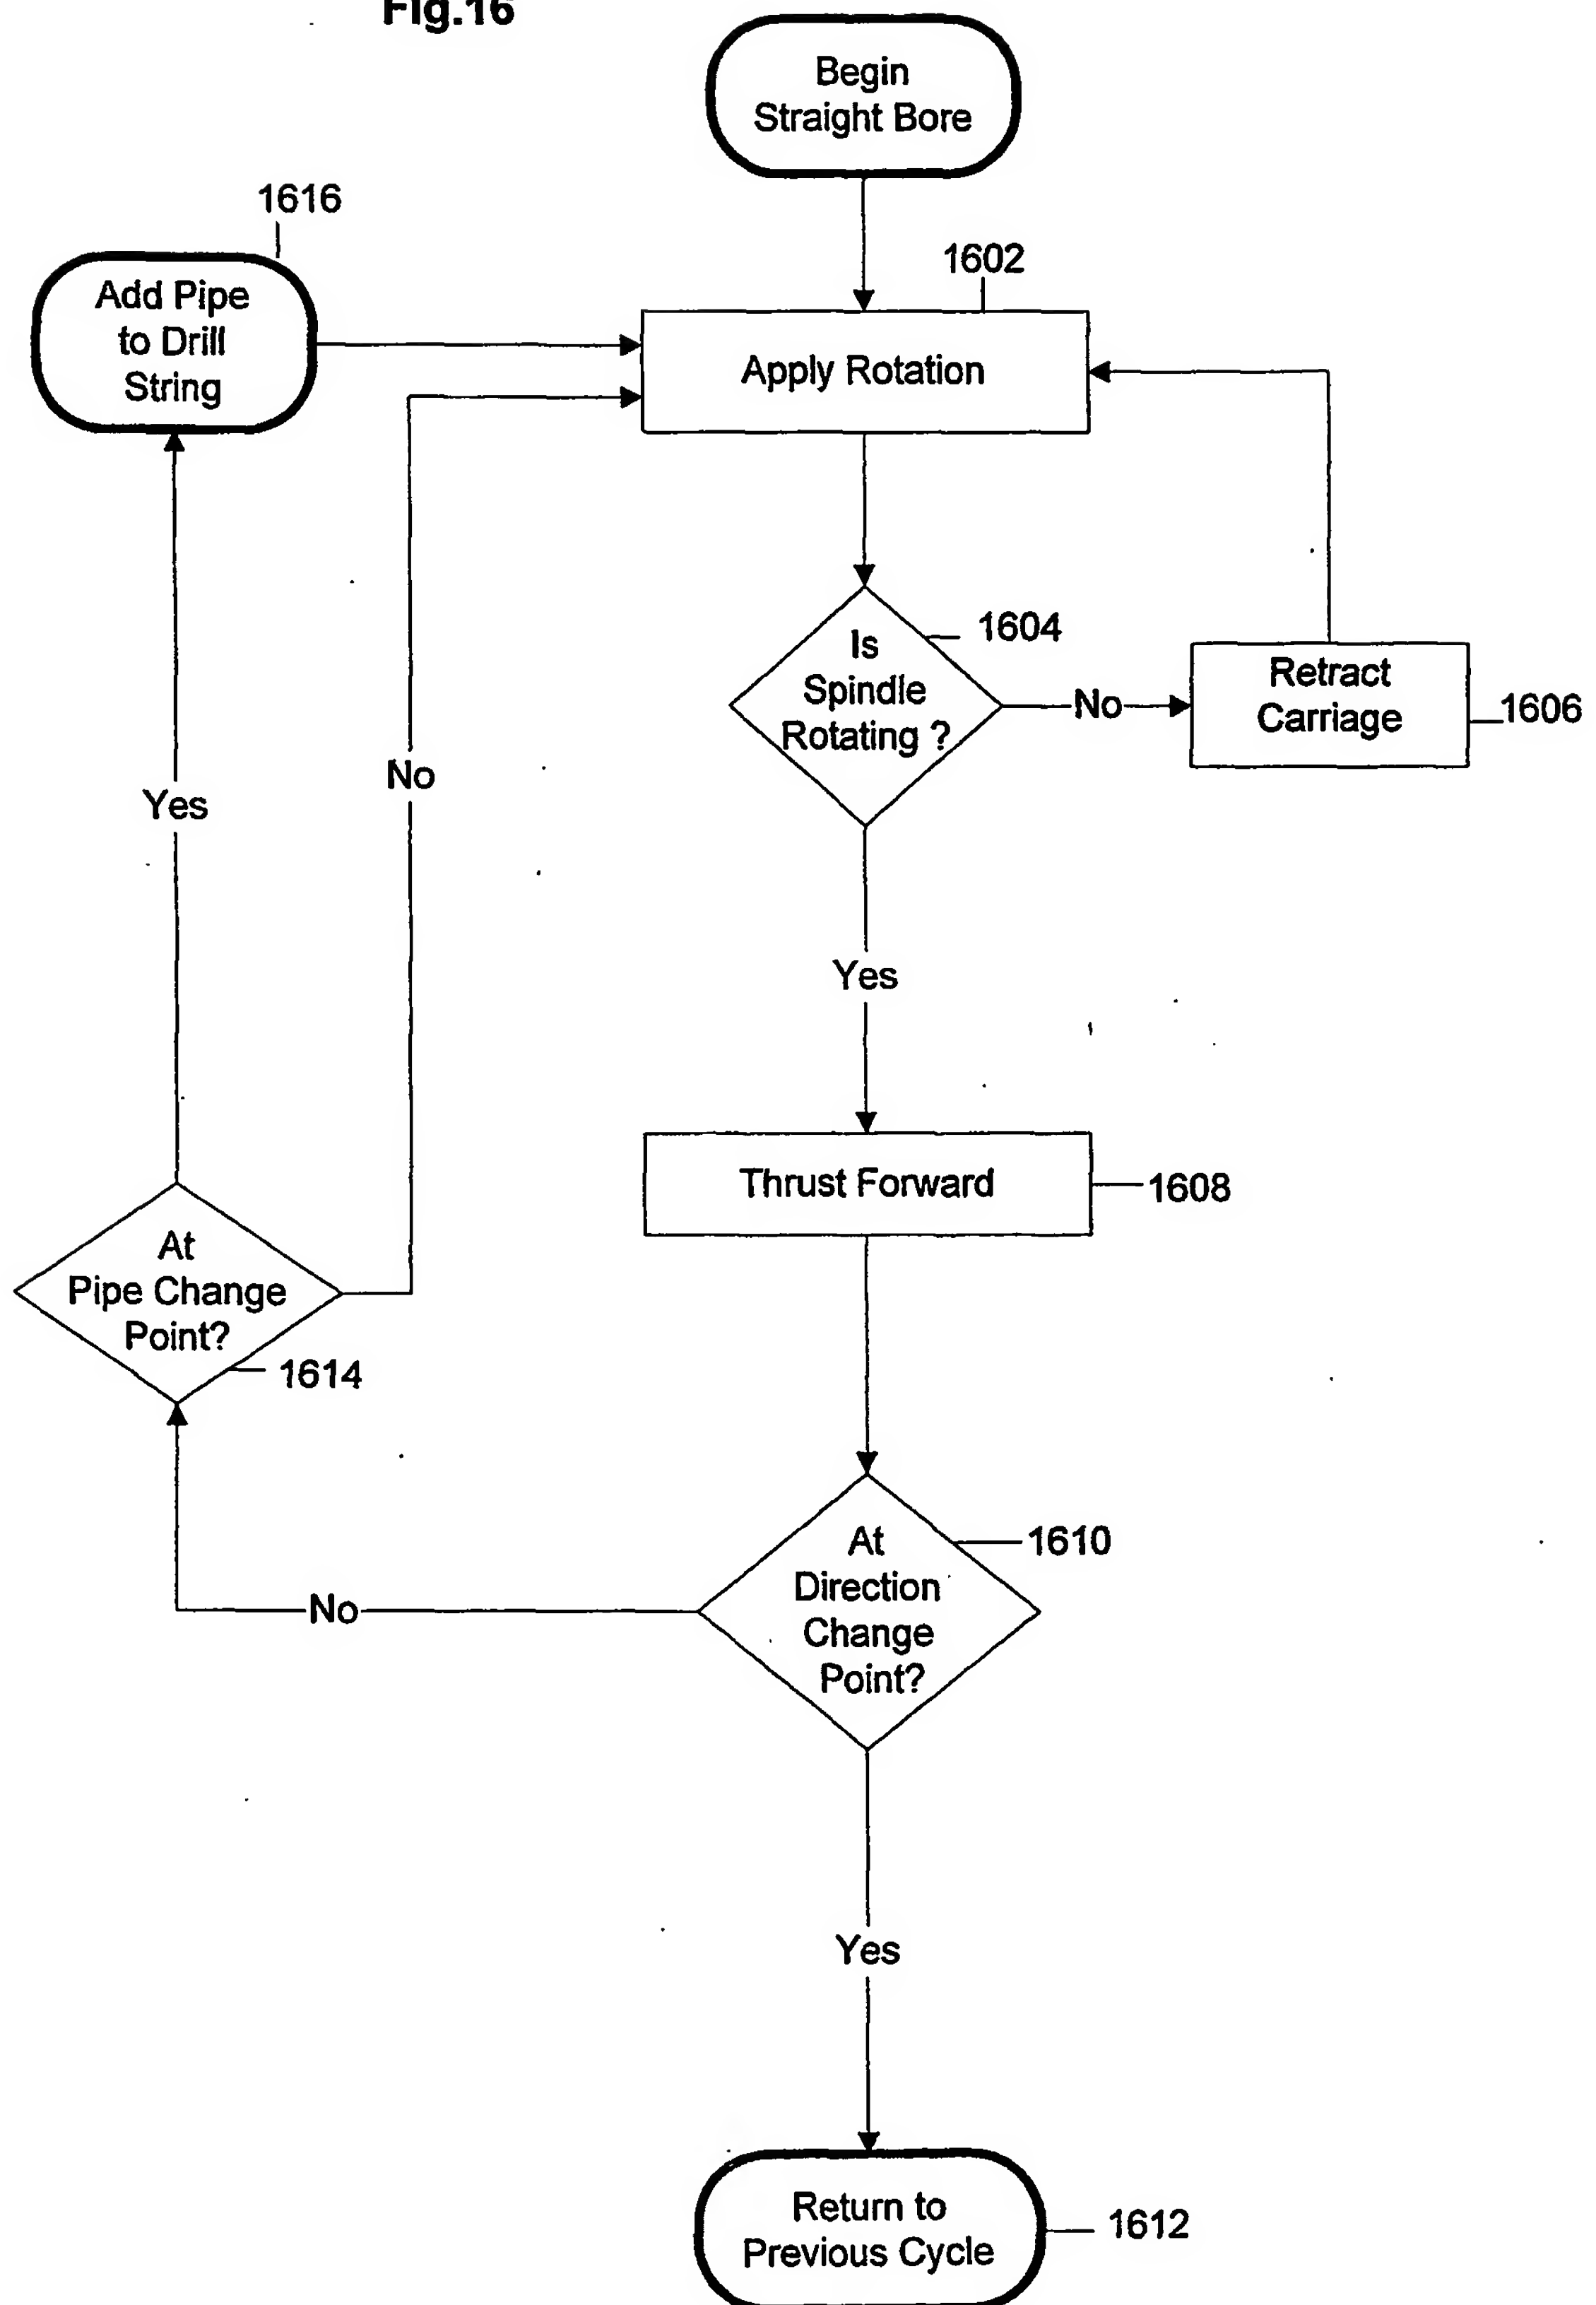 Fig.16
Begin
Straight Bore
1616
Add Pipe
to Drill
String
1602
Apply Rotation
1604
Is
Spindle
Rotating ?
No
Retract
Carriage
1606
No
Yes
Yes
Thrust Forward
1608
At
Pipe Change
Point?
1614
At
Direction
Change
Point?
1610
No
Yes
Return to
Previous Cycle
1612